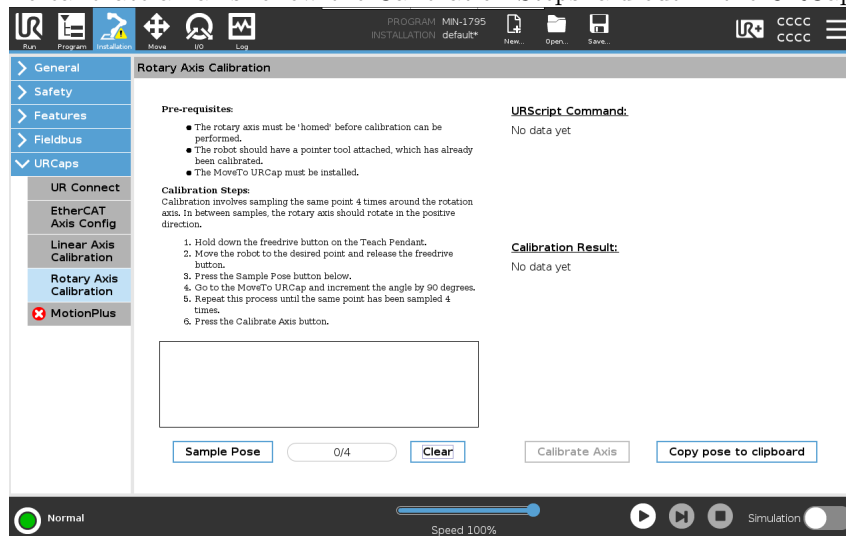 PROGRAM MIN-1795
INSTALLATION default*
CCCC
CCCC
Run Program Installation Move I/O Log New... Open... Save...
UR+
General
Safety
Features
Fieldbus
URCaps
UR Connect
EtherCAT
Axis Config
Linear Axis
Calibration
Rotary Axis
Calibration
MotionPlus
Rotary Axis Calibration
Pre-requisites:
The rotary axis must be 'homed' before calibration can be
performed.
The robot should have a pointer tool attached, which has already
been calibrated.
The MoveTo URCap must be installed.
Calibration Steps:
Calibration involves sampling the same point 4 times around the rotation
axis. In between samples, the rotary axis should rotate in the positive
direction.
1. Hold down the freedrive button on the Teach Pendant.
2. Move the robot to the desired point and release the freedrive
button.
3. Press the Sample Pose button below.
4. Go to the MoveTo URCap and increment the angle by 90 degrees.
5. Repeat this process until the same point has been sampled 4
times.
6. Press the Calibrate Axis button.
URScript Command:
No data yet
Calibration Result:
No data yet
Sample Pose
0/4
Clear
Calibrate Axis
Copy pose to clipboard
Normal
Speed 100%
Simulation